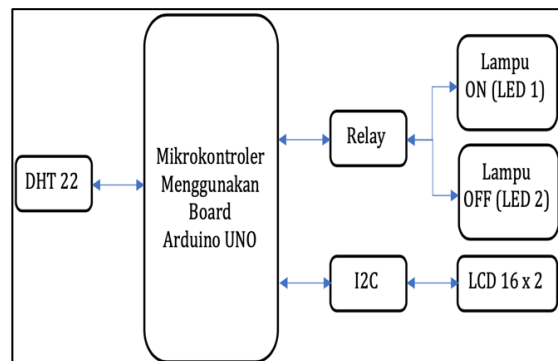 DHT 22
Mikrokontroler
Menggunakan
Board
Arduino UNO
Relay
Lampu
ON (LED 1)
Lampu
OFF (LED 2)
I2C
LCD 16 x 2